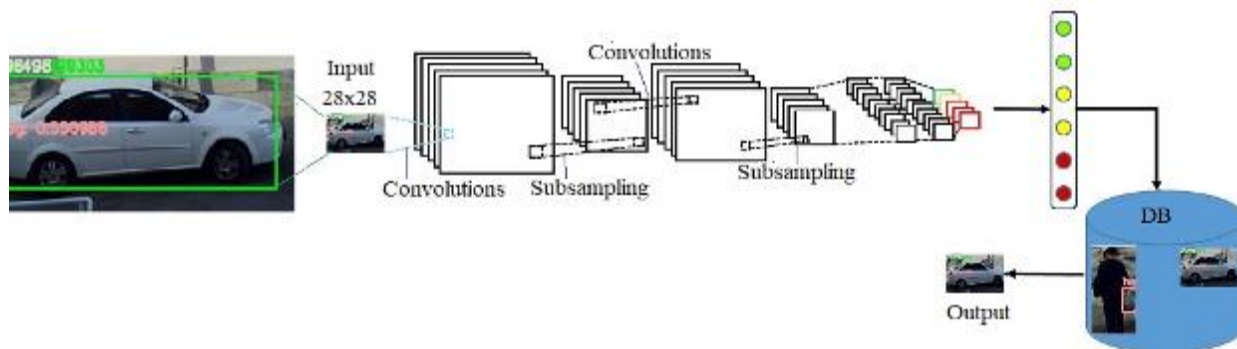 Convolutions
Input
28x28
Convolutions
Subsampling
Subsampling
DB
Output